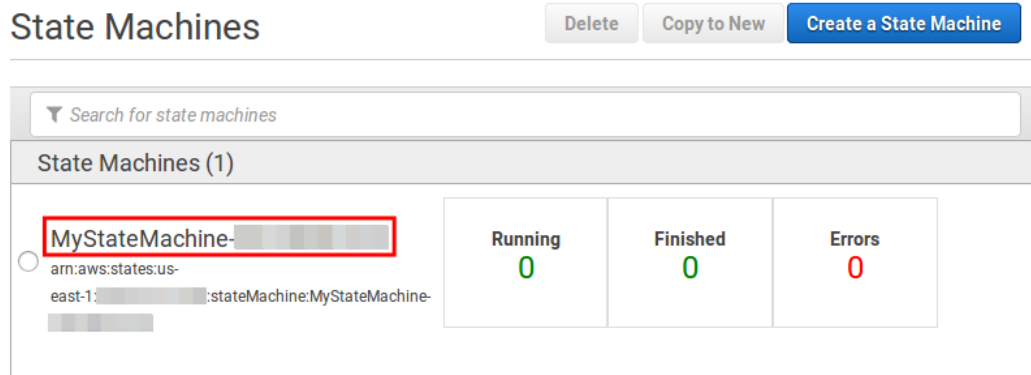 State Machines
Delete
Copy to New
Create a State Machine
Search for state machines
State Machines (1)
MyStateMachine-
arn:aws:states:us-
east-1: :stateMachine:MyStateMachine-
Running
0
Finished
0
Errors
0